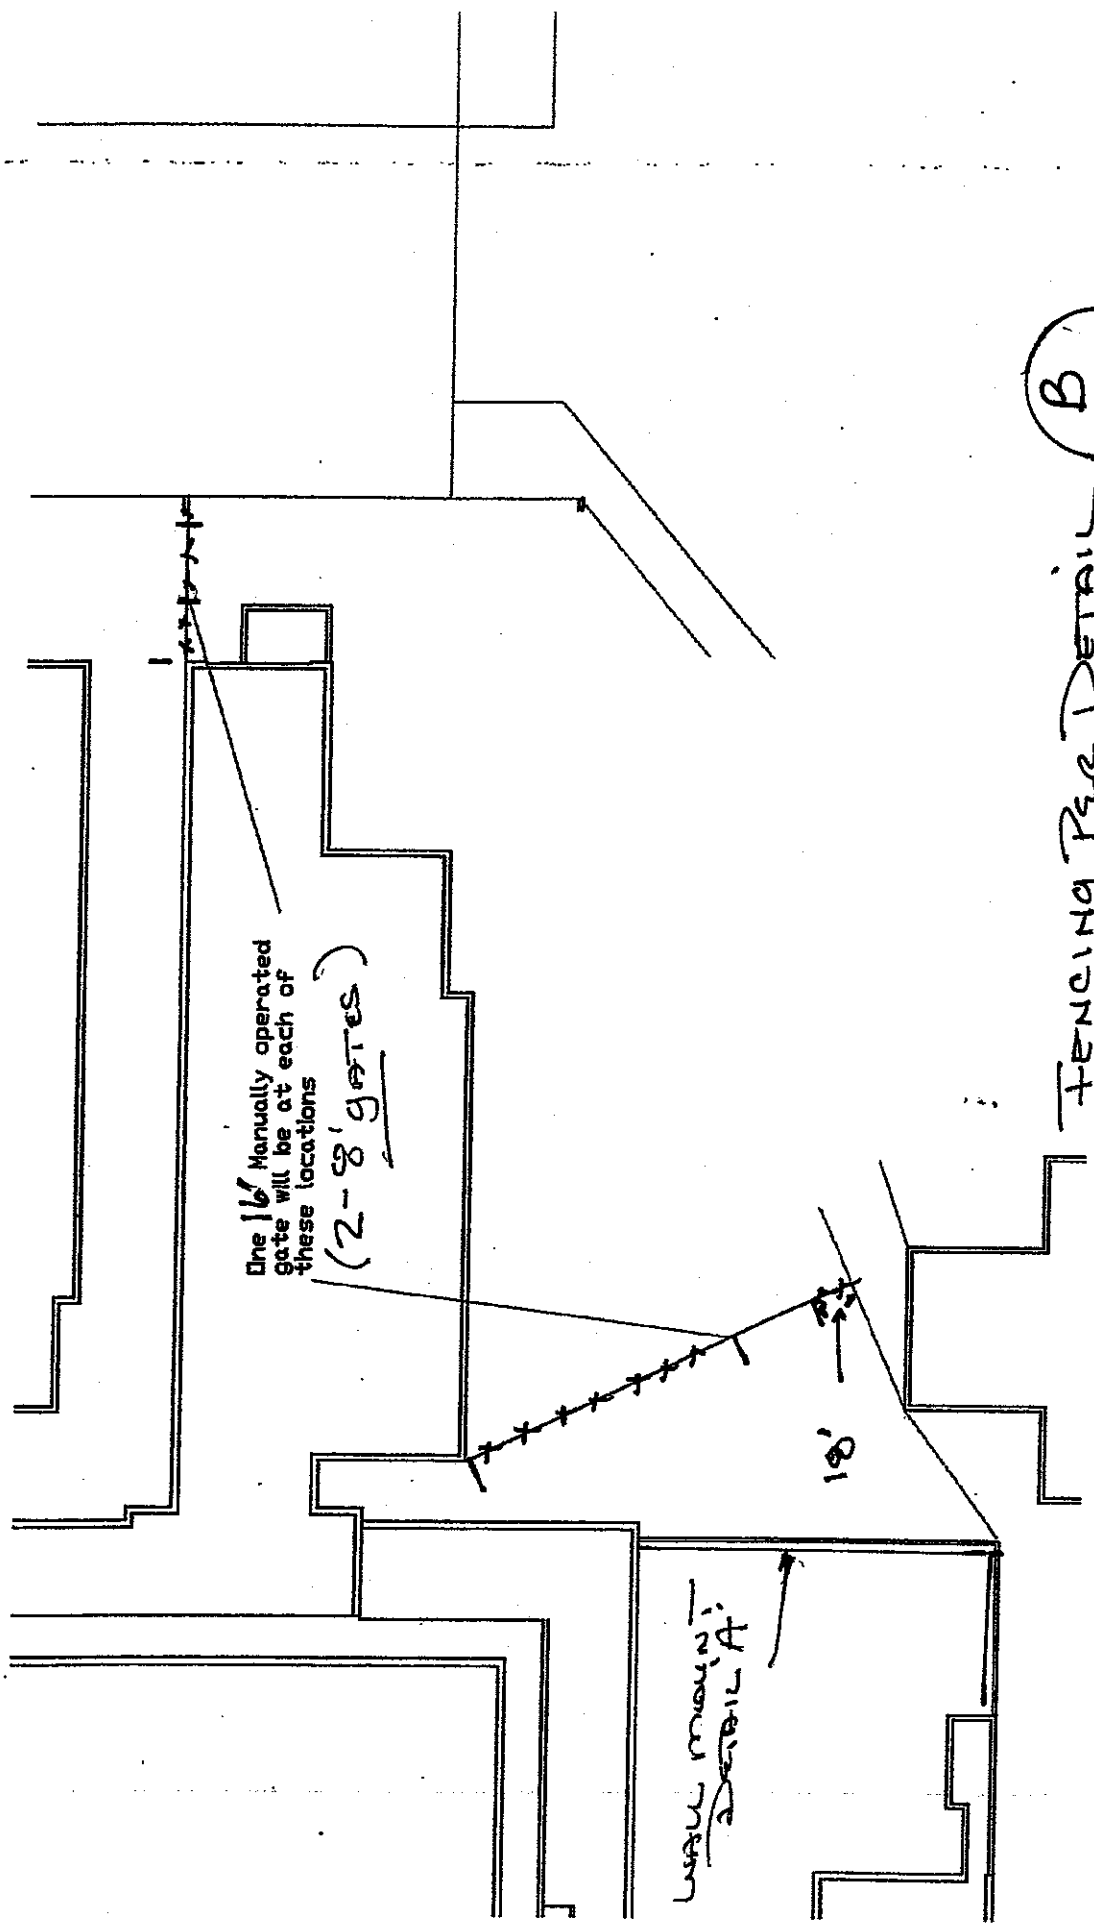 One 16' Manually operated
gate will be at each of
these locations
(2-8' gATES)
18'
WALL MOUNT
DETAIL 'A'
FENCING PER DETAIL
B